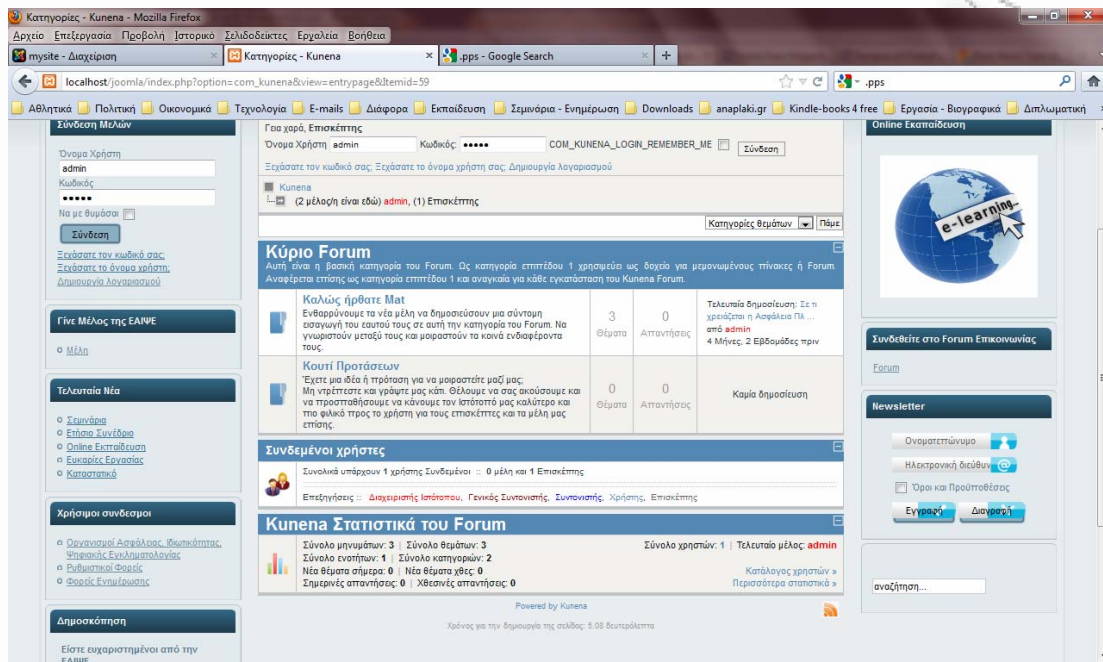 Κατηγορίες - Kunena - Mozilla Firefox
Αρχείο Επεξεργασία Προβολή Ιστορικό Σελιδοδείκτες Εργαλεία Βοήθεια
mysite - Διαχείριση
Κατηγορίες - Kunena
.pps - Google Search
localhost/joomla/index.php?option=com_kunena&view=entrypage&Itemid=59
.pps
Αθλητικά Πολιτική Οικονομικά Τεχνολογία E-mails Διάφορα Εκπαίδευση Σεμινάρια - Ενημέρωση Downloads anaplaki.gr Kindle-books 4 free Εργασία - Βιογραφικά Διπλωματική
Σύνδεση Μελών
Όνομα Χρήστη
admin
Κωδικός
•••••
Να με θυμάσαι
Σύνδεση
Ξεχάσατε τον κωδικό σας;
Ξεχάσατε το όνομα χρήστη;
Δημιουργία λογαριασμού
Γίνε Μέλος της ΕΑΙΨΕ
Μέλη
Τελευταία Νέα
Σεμινάρια
Ετήσιο Συνέδριο
Online Εκπαίδευση
Ευκαρίες Εργασίας
Καταστατικό
Χρήσιμοι συνδεσμοι
Οργανισμοί Ασφάλειας, Ιδιωτικότητας,
Ψηφιακής Εγκληματολογίας
Ρυθμιστικοί Φορείς
Φορείς Ενημέρωσης
Δημοσκόπηση
Είστε ευχαριστημένοι από την
ΕΑΙΨΕ
Γεια χαρά, Επισκέπτης
Όνομα Χρήστη admin Κωδικός: ••••• COM_KUNENA_LOGIN_REMEMBER_ME Σύνδεση
Ξεχάσατε τον κωδικό σας; Ξεχάσατε το όνομα χρήστη σας; Δημιουργία λογαριασμού
Kunena
(2 μέλος/η είναι εδώ) admin, (1) Επισκέπτης
Κατηγορίες θεμάτων Πάμε
Κύριο Forum
Αυτή είναι η βασική κατηγορία του Forum. Ως κατηγορία επιπέδου 1 χρησιμεύει ως δοχείο για μεμονωμένους πίνακες ή Forum.
Αναφέρεται επίσης ως κατηγορία επιπέδου 1 και αναγκαία για κάθε εγκατάσταση του Kunena Forum.
Καλώς ήρθατε Mat
Ενθαρρύνουμε τα νέα μέλη να δημοσιεύσουν μια σύντομη
εισαγωγή του εαυτού τους σε αυτή την κατηγορία του Forum. Να
γνωριστούν μεταξύ τους και μοιραστούν τα κοινά ενδιαφέροντα
τους.
3
Θέματα
0
Απαντήσεις
Τελευταία δημοσίευση: Σε τι
χρειάζεται η Ασφάλεια Πλ ...
από admin
4 Μήνες, 2 Εβδομάδες πριν
Κουτί Προτάσεων
Έχετε μια ιδέα ή πρόταση για να μοιραστείτε μαζί μας;
Μη ντρέπεστε και γράψτε μας κάτι. Θέλουμε να σας ακούσουμε και
να προσπαθήσουμε να κάνουμε τον Ιστότοπό μας καλύτερο και
πιο φιλικό προς το χρήστη για τους επισκέπτες και τα μέλη μας
επίσης.
0
Θέματα
0
Απαντήσεις
Καμία δημοσίευση
Συνδεμένοι χρήστες
Συνολικά υπάρχουν 1 χρήστης Συνδεμένοι :: 0 μέλη και 1 Επισκέπτης
Επεξηγήσεις :: Διαχειριστής Ιστότοπου, Γενικός Συντονιστής, Συντονιστής, Χρήστης, Επισκέπτης
Kunena Στατιστικά του Forum
Σύνολο μηνυμάτων: 3 | Σύνολο θεμάτων: 3
Σύνολο ενοτήτων: 1 | Σύνολο κατηγοριών: 2
Νέα θέματα σήμερα: 0 | Νέα θέματα χθες: 0
Σημερινές απαντήσεις: 0 | Χθεσινές απαντήσεις: 0
Σύνολο χρηστών: 1 | Τελευταίο μέλος: admin
Κατάλογος χρηστών »
Περισσότερα στατιστικά »
Powered by Kunena
Χρόνος για την δημιουργία της σελίδας: 5.08 δευτερόλεπτα
Online Εκπαίδευση
e-learning
Συνδεθείτε στο Forum Επικοινωνίας
Forum
Newsletter
Ονοματεπώνυμο
Ηλεκτρονική διεύθυν
Όροι και Προϋποθέσεις
Εγγραφή Διαγραφή
αναζήτηση...